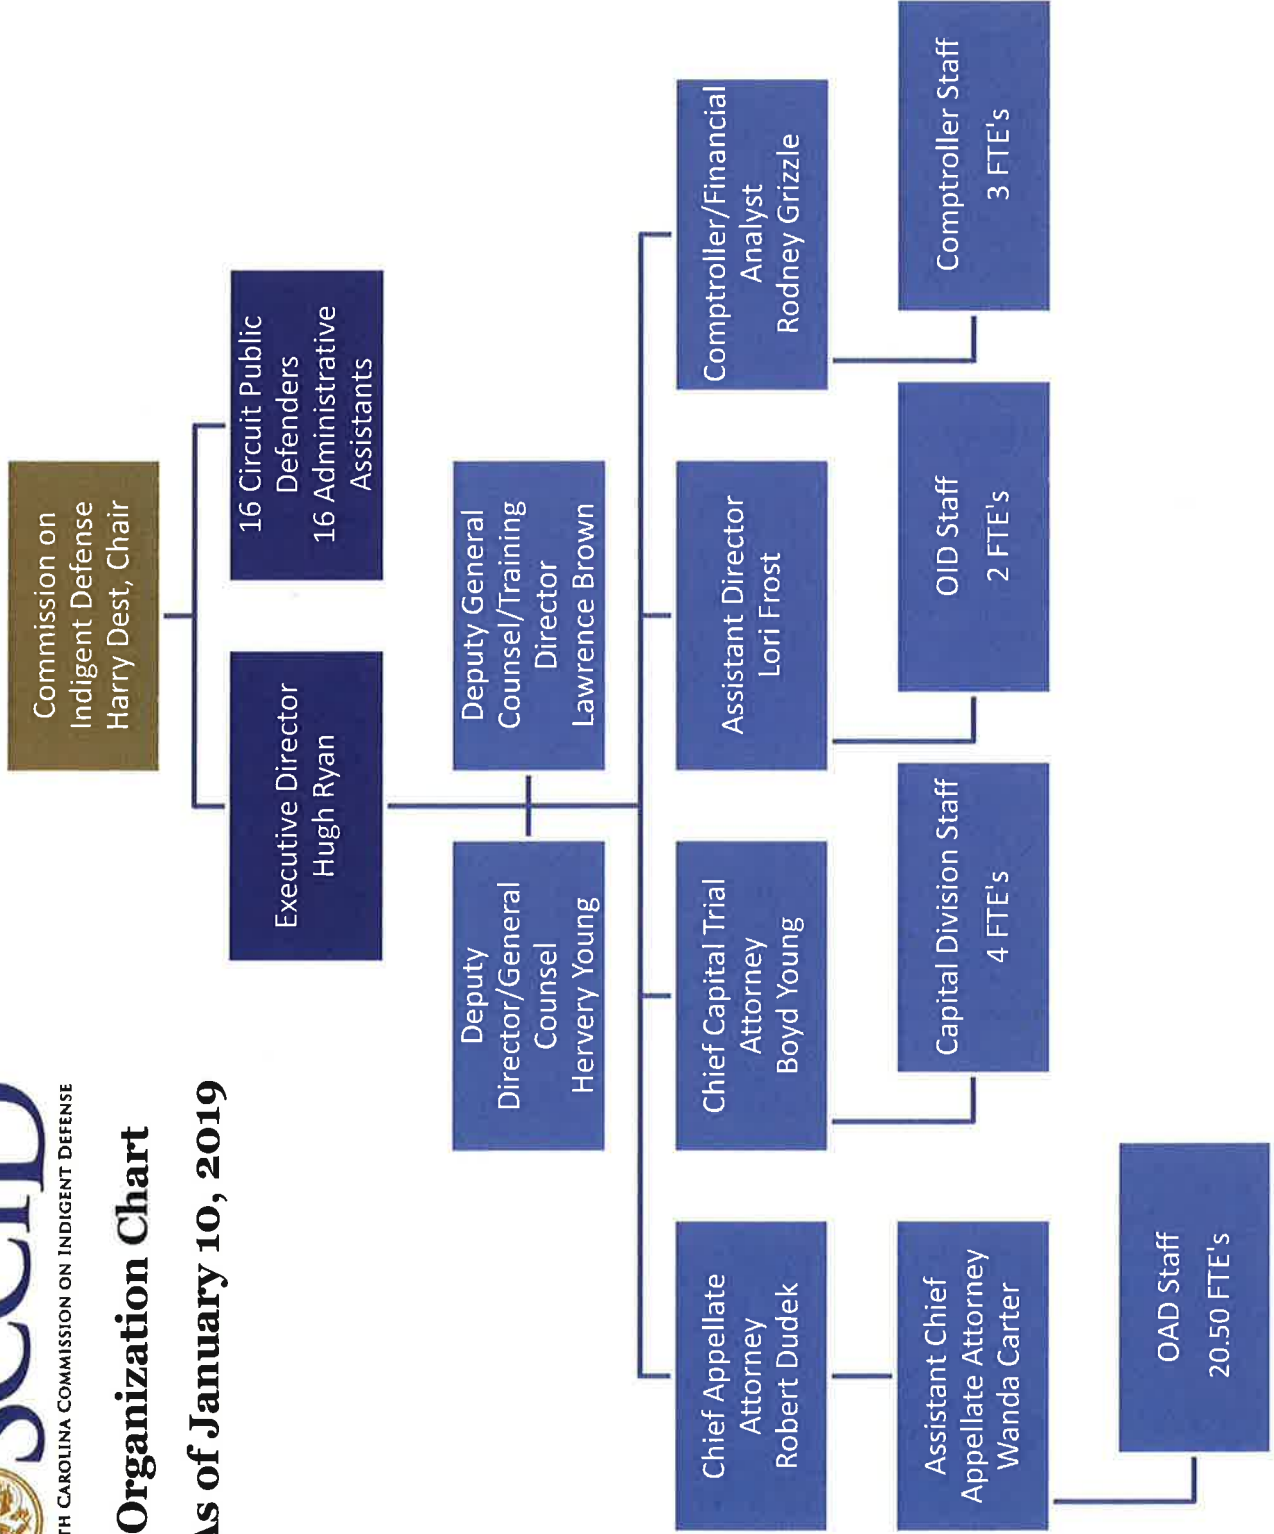 SCCID
TH CAROLINA COMMISSION ON INDIGENT DEFENSE
Organization Chart
As of January 10, 2019
Commission on
Indigent Defense
Harry Dest, Chair
Executive Director
Hugh Ryan
16 Circuit Public
Defenders
16 Administrative
Assistants
Deputy
Director/General
Counsel
Hervery Young
Deputy General
Counsel/Training
Director
Lawrence Brown
Chief Appellate
Attorney
Robert Dudek
Chief Capital Trial
Attorney
Boyd Young
Assistant Director
Lori Frost
Comptroller/Financial
Analyst
Rodney Grizzle
Assistant Chief
Appellate Attorney
Wanda Carter
Capital Division Staff
4 FTE's
OID Staff
2 FTE's
Comptroller Staff
3 FTE's
OAD Staff
20.50 FTE's